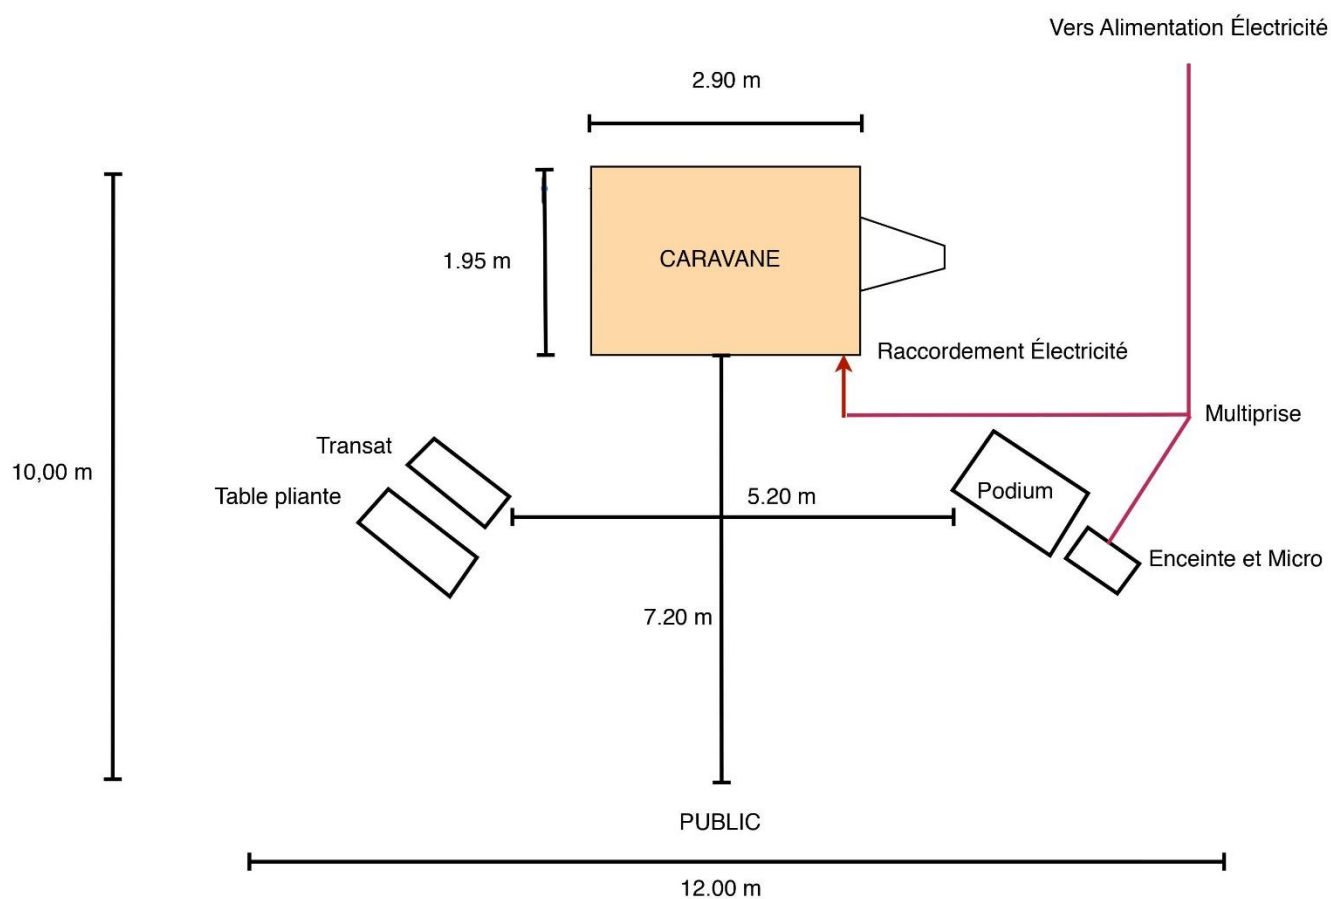 Vers Alimentation Électricité
2.90 m
CARAVANE
1.95 m
Raccordement Électricité
Multiprise
Transat
10,00 m
Table pliante
5.20 m
Podium
Enceinte et Micro
7.20 m
PUBLIC
12.00 m